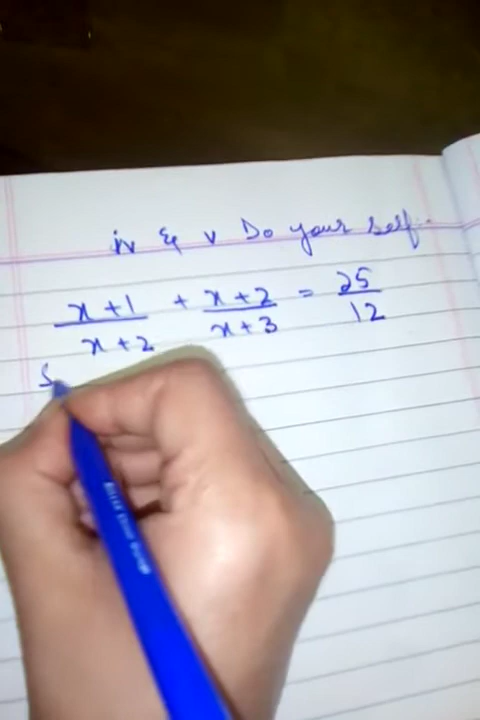 iv & v Do your self..
x+1/x+2 + x+2/x+3 = 25/12
S